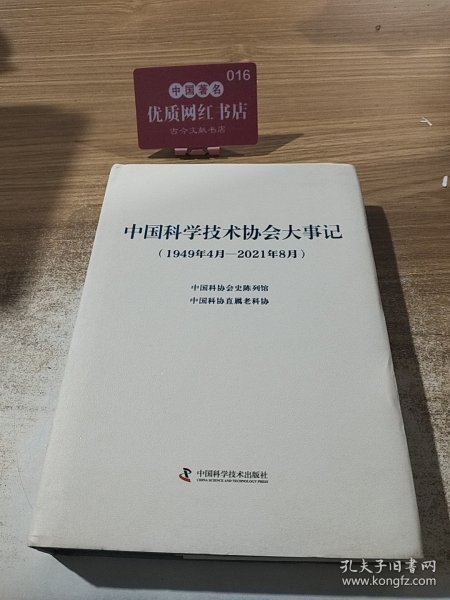 016
中国著名
优质网红书店
古今文献书店
中国科学技术协会大事记
（1949年4月—2021年8月）
中国科协会史陈列馆
中国科协直属老科协
中国科学技术出版社
CHINA SCIENCE AND TECHNOLOGY PRESS
孔夫子旧书网
www.kongfz.com